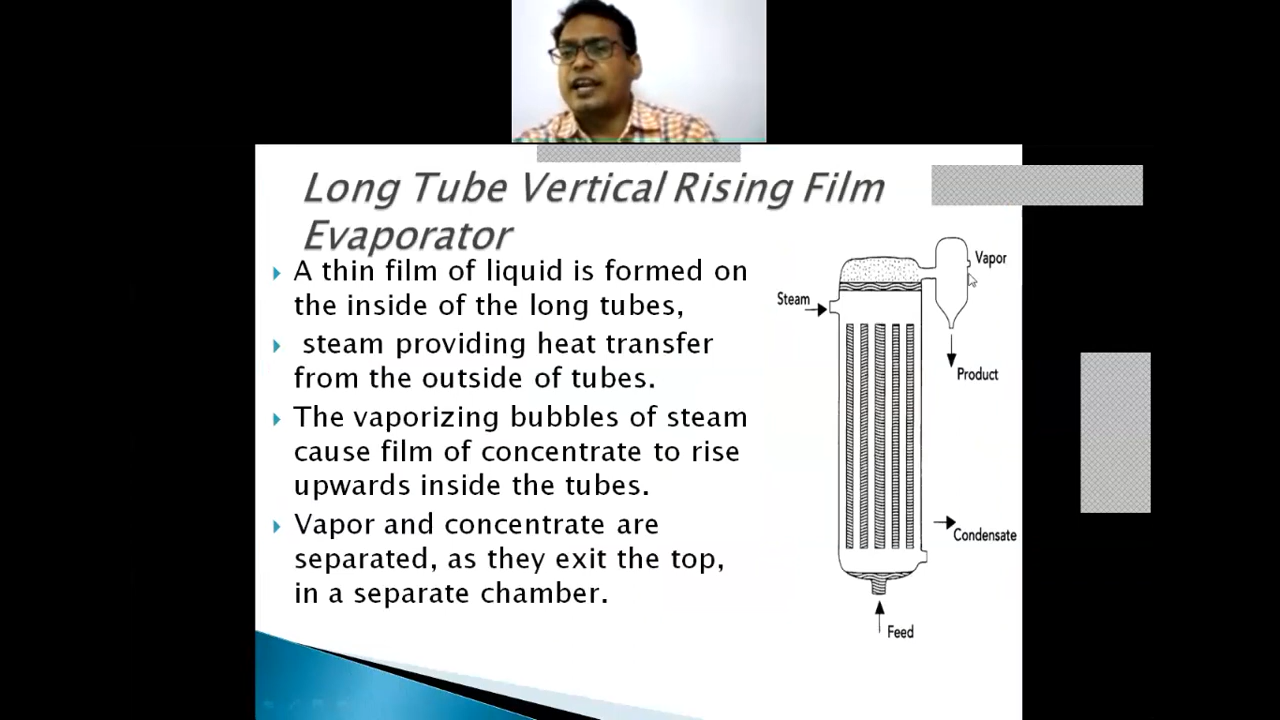 Long Tube Vertical Rising Film
Evaporator
A thin film of liquid is formed on
the inside of the long tubes,
steam providing heat transfer
from the outside of tubes.
The vaporizing bubbles of steam
cause film of concentrate to rise
upwards inside the tubes.
Vapor and concentrate are
separated, as they exit the top,
in a separate chamber.
Vapor
Steam
Product
Condensate
Feed